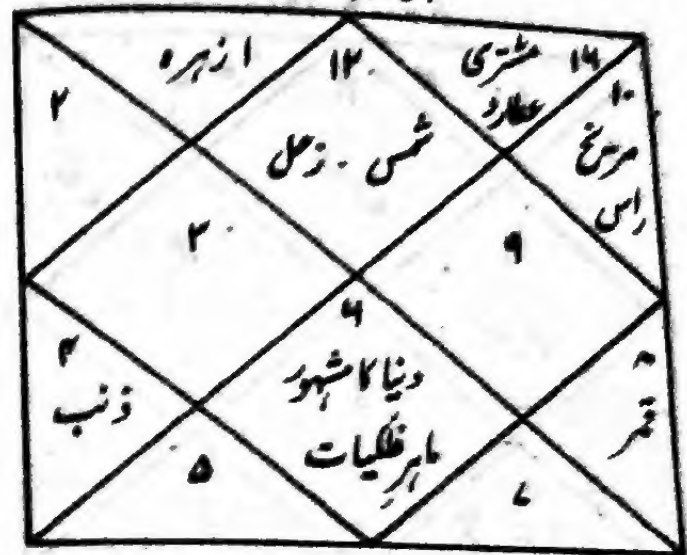 ۱ زہرہ
۱۲
شمس - زحل
مشتری ۱۱
عطارد
۱۰
مریخ
راس
۲
۳
۹
۴
ذنب
۶
دنیا کا مشہور
ماہرِ فلکیات
۸
قمر
۵
۷